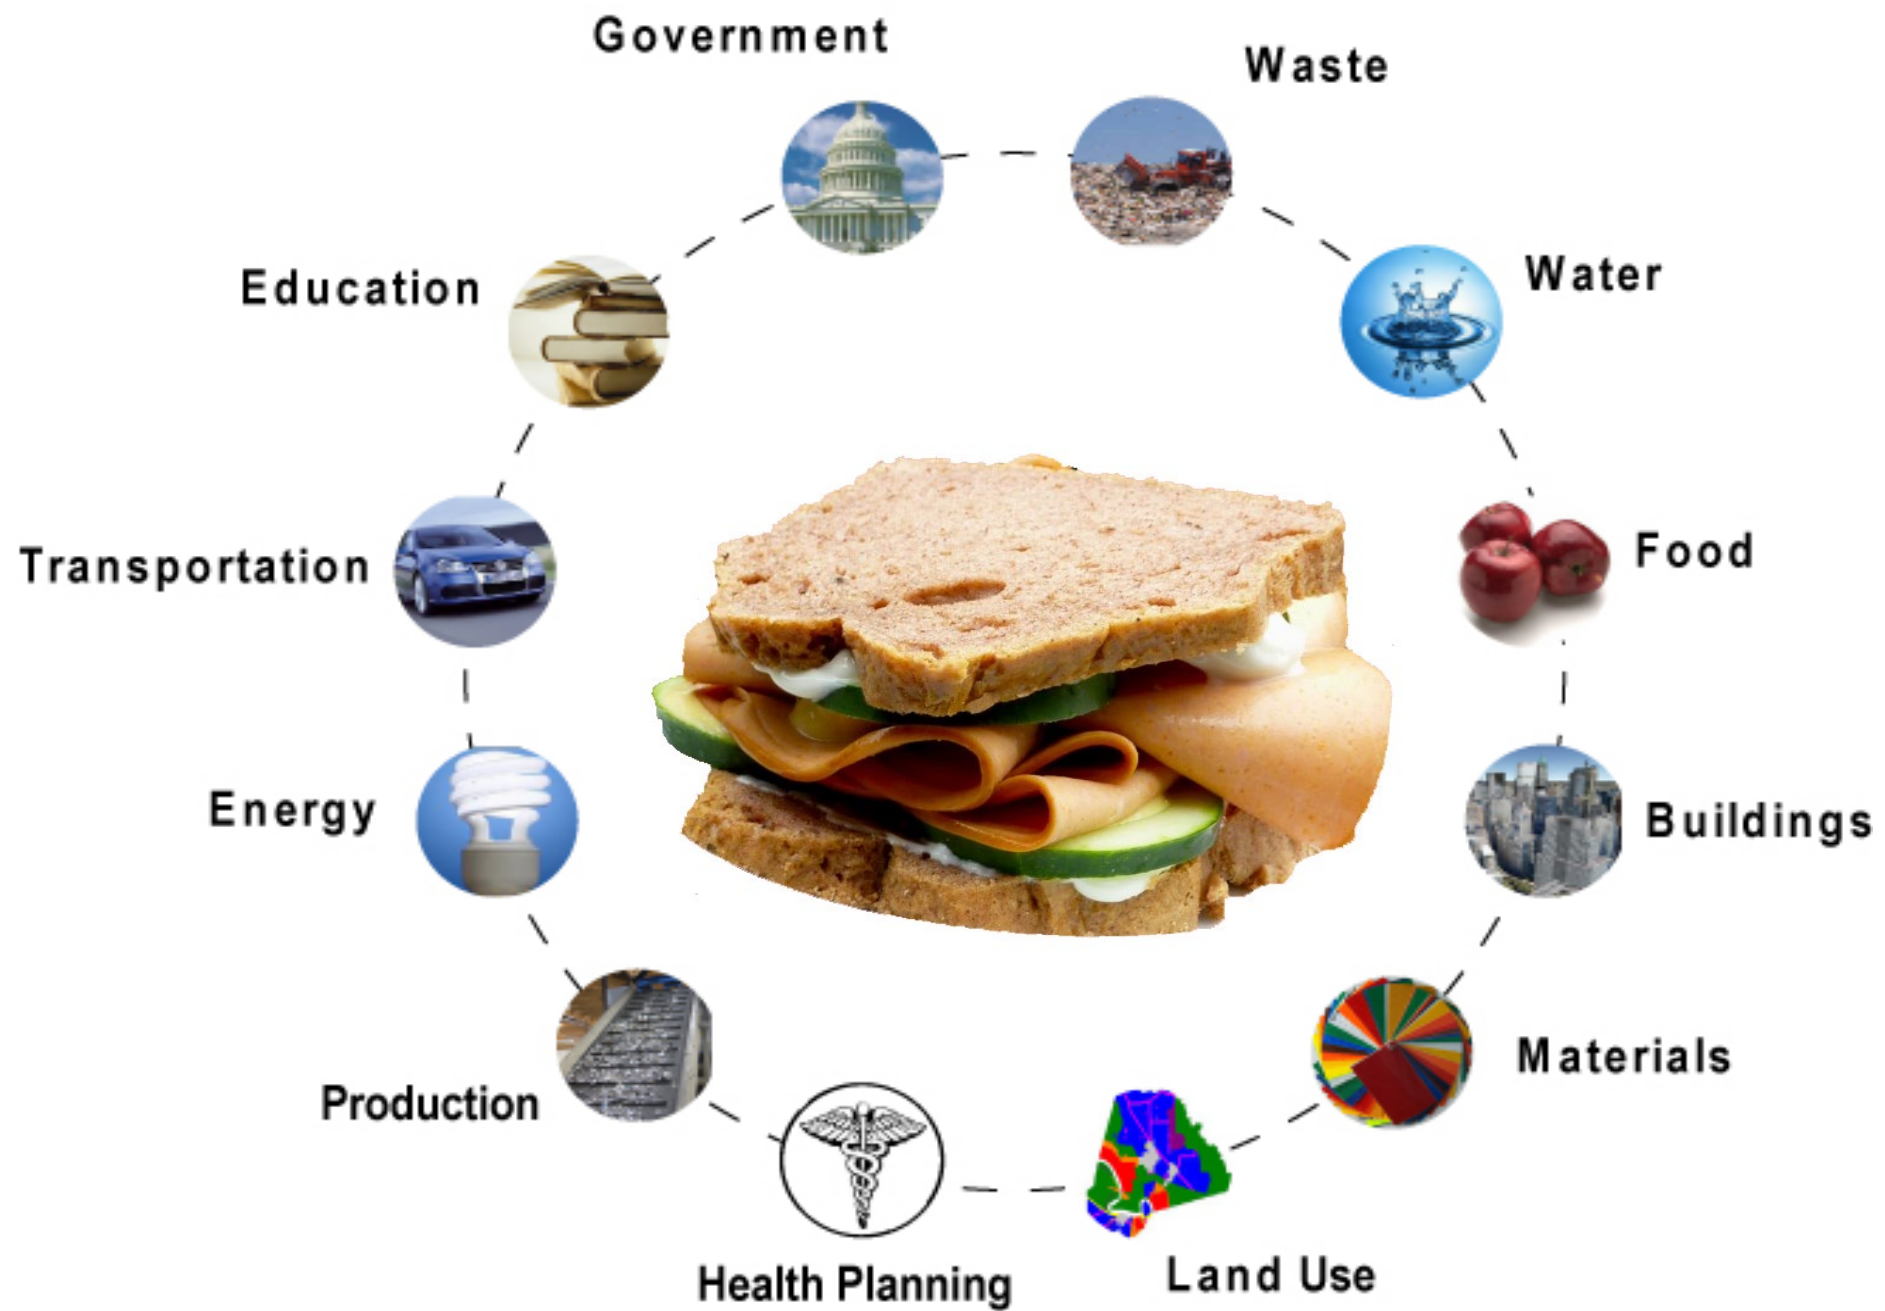 Government
Waste
Education
Water
Transportation
Food
Energy
Buildings
Production
Materials
Health Planning
Land Use